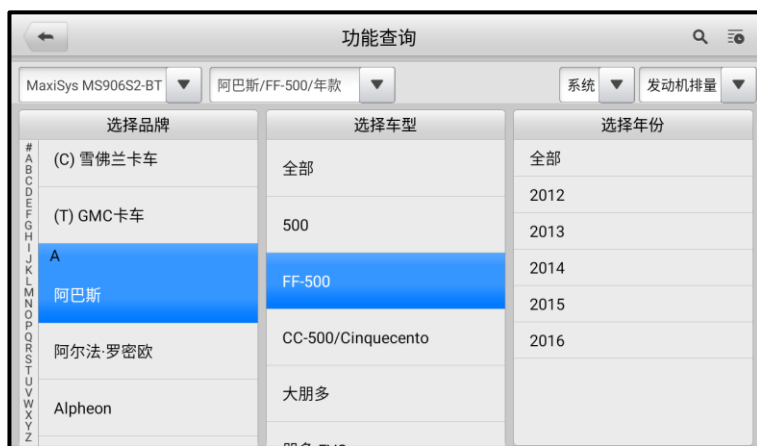 功能查询
MaxiSys MS906S2-BT
阿巴斯/FF-500/年款
系统
发动机排量
选择品牌
选择车型
选择年份
#
A
B
C
D
E
F
G
H
I
J
K
L
M
N
O
P
Q
R
S
T
U
V
W
X
Y
Z
(C) 雪佛兰卡车
(T) GMC卡车
A
阿巴斯
阿尔法·罗密欧
Alpheon
全部
500
FF-500
CC-500/Cinquecento
大朋多
全部
2012
2013
2014
2015
2016